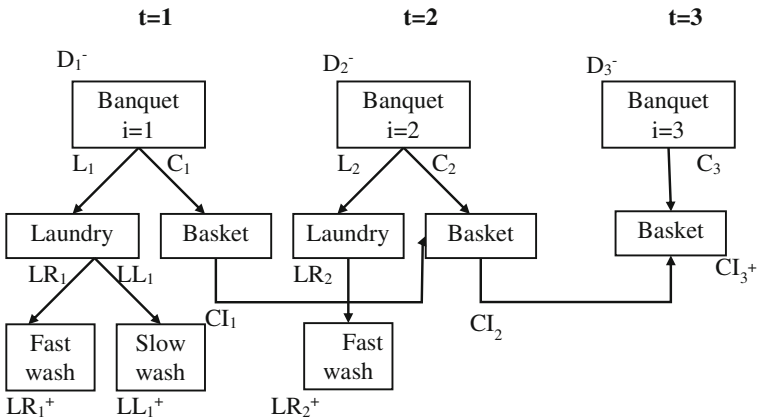 t=1 t=2 t=3
D₁⁻ D₂⁻ D₃⁻
Banquet Banquet Banquet
i=1 i=2 i=3
L₁ C₁ L₂ C₂ C₃
Laundry Basket Laundry Basket Basket
LR₁ LL₁ LR₂ CI₃⁺
CI₁ CI₂
Fast Slow Fast
wash wash wash
LR₁⁺ LL₁⁺ LR₂⁺